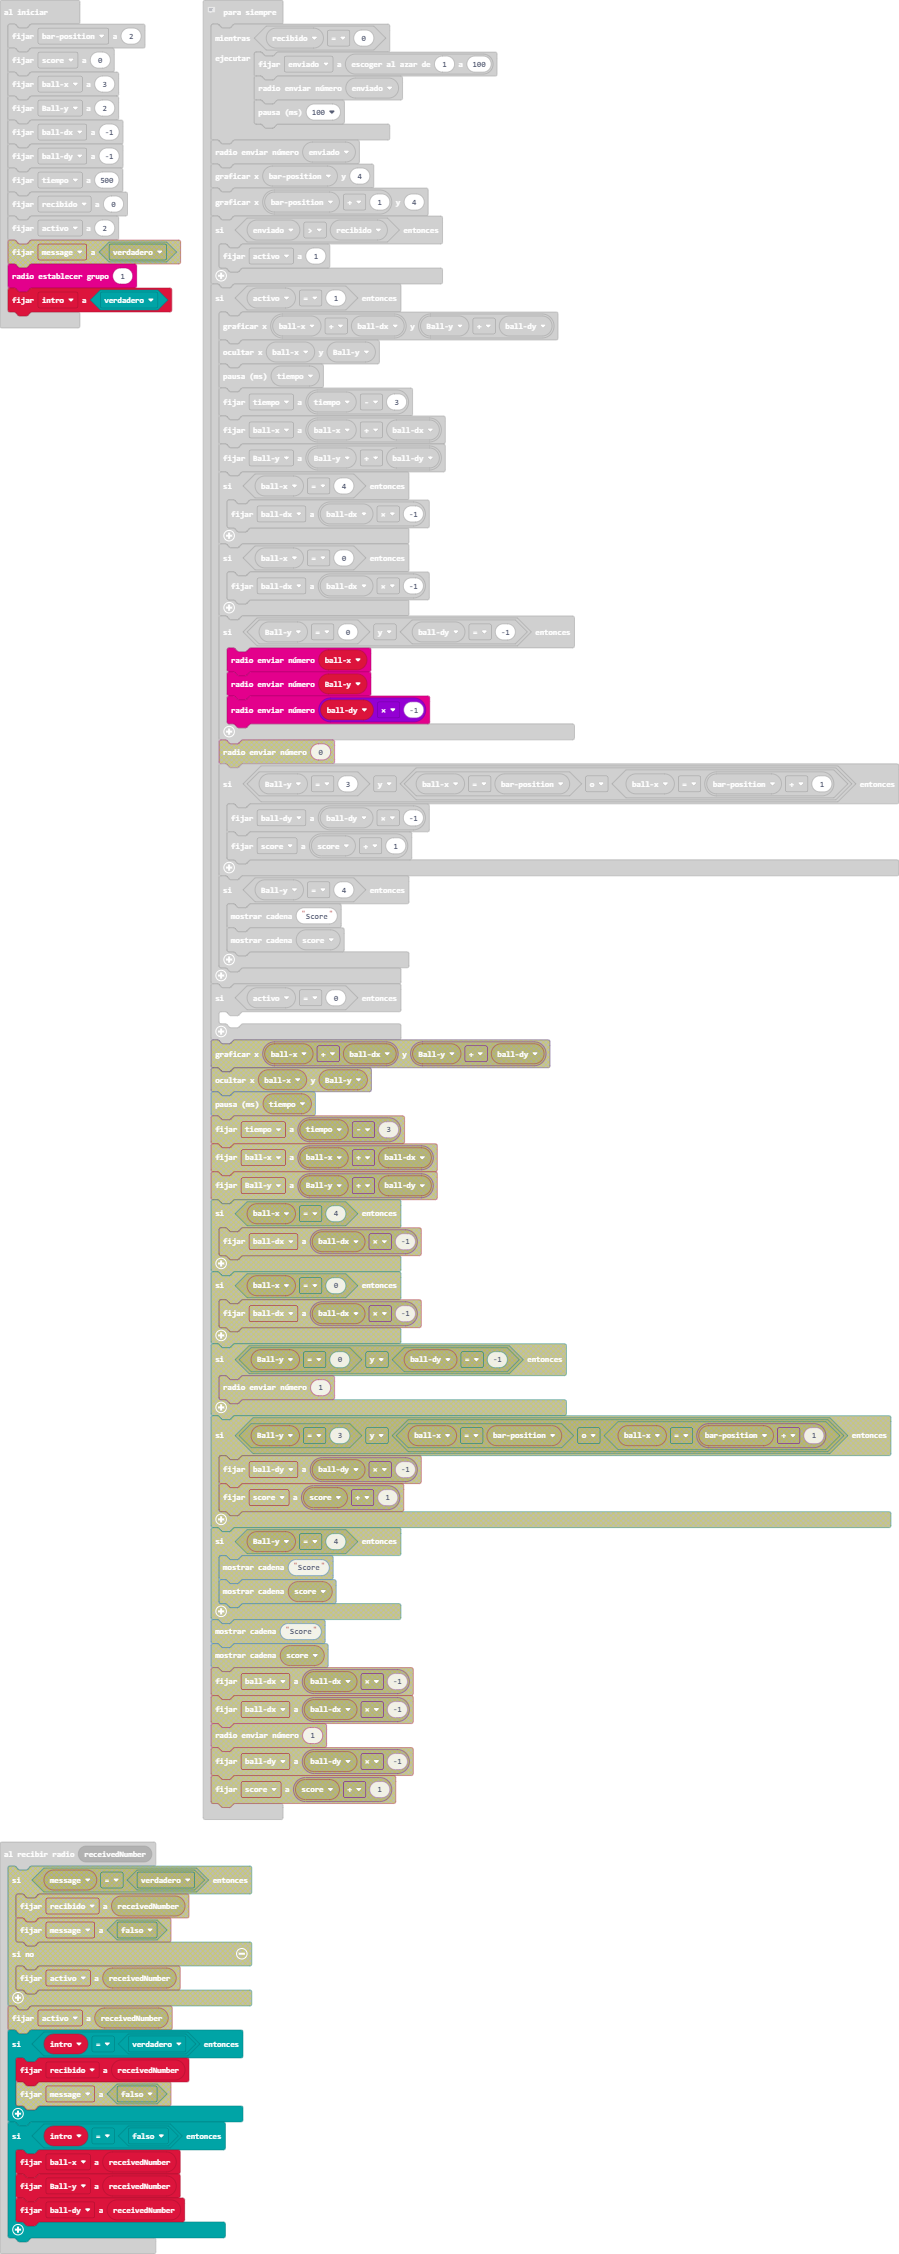 al iniciar
fijar bar-position a 2
fijar score a 0
fijar ball-x a 3
fijar Ball-y a 2
fijar ball-dx a -1
fijar ball-dy a -1
fijar tiempo a 500
fijar recibido a 0
fijar activo a 2
fijar message a verdadero
radio establecer grupo 1
fijar intro a verdadero
para siempre
mientras recibido = 0
ejecutar fijar enviado a escoger al azar de 1 a 100
radio enviar número enviado
pausa (ms) 100
radio enviar número enviado
graficar x bar-position y 4
graficar x bar-position + 1 y 4
si enviado > recibido entonces
fijar activo a 1
si activo = 1 entonces
graficar x ball-x + ball-dx y Ball-y + ball-dy
ocultar x ball-x y Ball-y
pausa (ms) tiempo
fijar tiempo a tiempo - 3
fijar ball-x a ball-x + ball-dx
fijar Ball-y a Ball-y + ball-dy
si ball-x = 4 entonces
fijar ball-dx a ball-dx × -1
si ball-x = 0 entonces
fijar ball-dx a ball-dx × -1
si Ball-y = 0 y ball-dy = -1 entonces
radio enviar número ball-x
radio enviar número Ball-y
radio enviar número ball-dy × -1
radio enviar número 0
si Ball-y = 3 y ball-x = bar-position o ball-x = bar-position + 1 entonces
fijar ball-dy a ball-dy × -1
fijar score a score + 1
si Ball-y = 4 entonces
mostrar cadena "Score"
mostrar cadena score
si activo = 0 entonces
graficar x ball-x + ball-dx y Ball-y + ball-dy
ocultar x ball-x y Ball-y
pausa (ms) tiempo
fijar tiempo a tiempo - 3
fijar ball-x a ball-x + ball-dx
fijar Ball-y a Ball-y + ball-dy
si ball-x = 4 entonces
fijar ball-dx a ball-dx × -1
si ball-x = 0 entonces
fijar ball-dx a ball-dx × -1
si Ball-y = 0 y ball-dy = -1 entonces
radio enviar número 1
si Ball-y = 3 y ball-x = bar-position o ball-x = bar-position + 1 entonces
fijar ball-dy a ball-dy × -1
fijar score a score + 1
si Ball-y = 4 entonces
mostrar cadena "Score"
mostrar cadena score
mostrar cadena "Score"
mostrar cadena score
fijar ball-dx a ball-dx × -1
fijar ball-dx a ball-dx × -1
radio enviar número 1
fijar ball-dy a ball-dy × -1
fijar score a score + 1
al recibir radio receivedNumber
si message = verdadero entonces
fijar recibido a receivedNumber
fijar message a falso
si no
fijar activo a receivedNumber
fijar activo a receivedNumber
si intro = verdadero entonces
fijar recibido a receivedNumber
fijar message a falso
si intro = falso entonces
fijar ball-x a receivedNumber
fijar Ball-y a receivedNumber
fijar ball-dy a receivedNumber